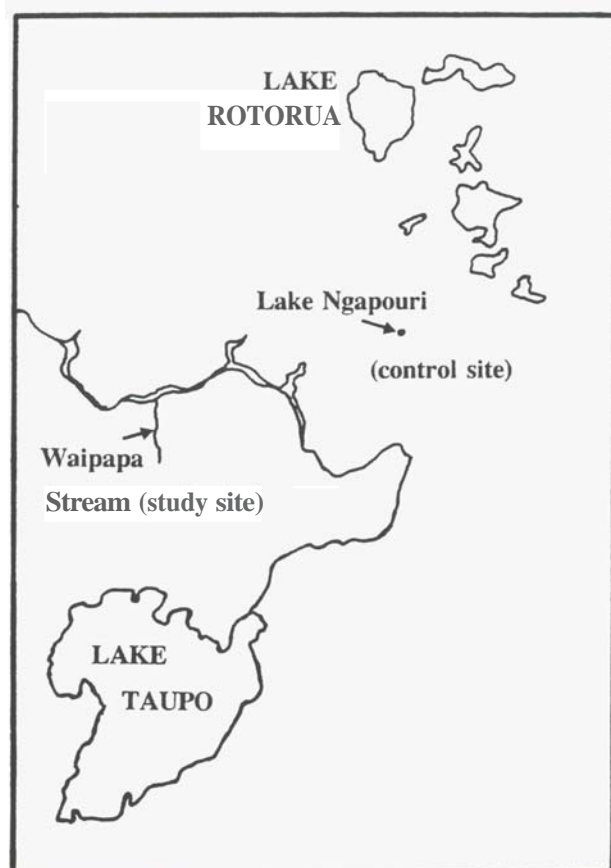 LAKE
ROTORUA
Lake Ngapouri
(control site)
Waipapa
Stream (study site)
LAKE
TAUPO